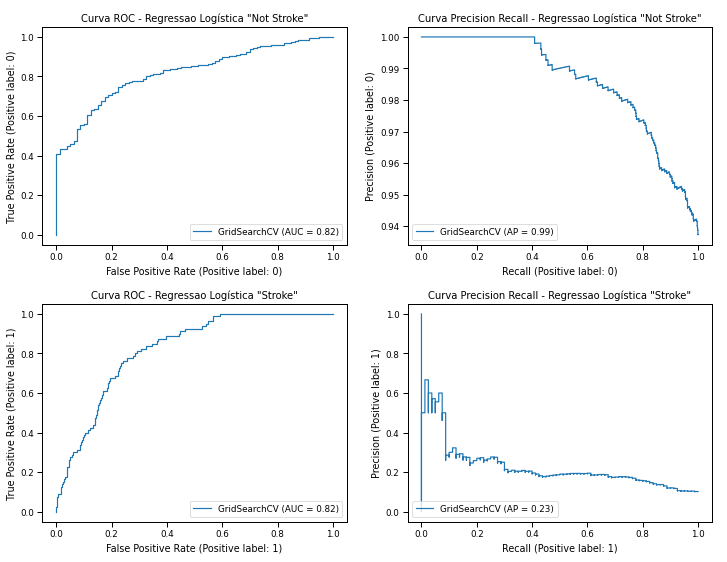 Curva ROC - Regressao Logística "Not Stroke"
True Positive Rate (Positive label: 0)
1.0
0.8
0.6
0.4
0.2
0.0
GridSearchCV (AUC = 0.82)
0.0 0.2 0.4 0.6 0.8 1.0
False Positive Rate (Positive label: 0)
Curva Precision Recall - Regressao Logística "Not Stroke"
Precision (Positive label: 0)
1.00
0.99
0.98
0.97
0.96
0.95
0.94
GridSearchCV (AP = 0.99)
0.0 0.2 0.4 0.6 0.8 1.0
Recall (Positive label: 0)
Curva ROC - Regressao Logística "Stroke"
True Positive Rate (Positive label: 1)
1.0
0.8
0.6
0.4
0.2
0.0
GridSearchCV (AUC = 0.82)
0.0 0.2 0.4 0.6 0.8 1.0
False Positive Rate (Positive label: 1)
Curva Precision Recall - Regressao Logística "Stroke"
Precision (Positive label: 1)
1.0
0.8
0.6
0.4
0.2
0.0
GridSearchCV (AP = 0.23)
0.0 0.2 0.4 0.6 0.8 1.0
Recall (Positive label: 1)